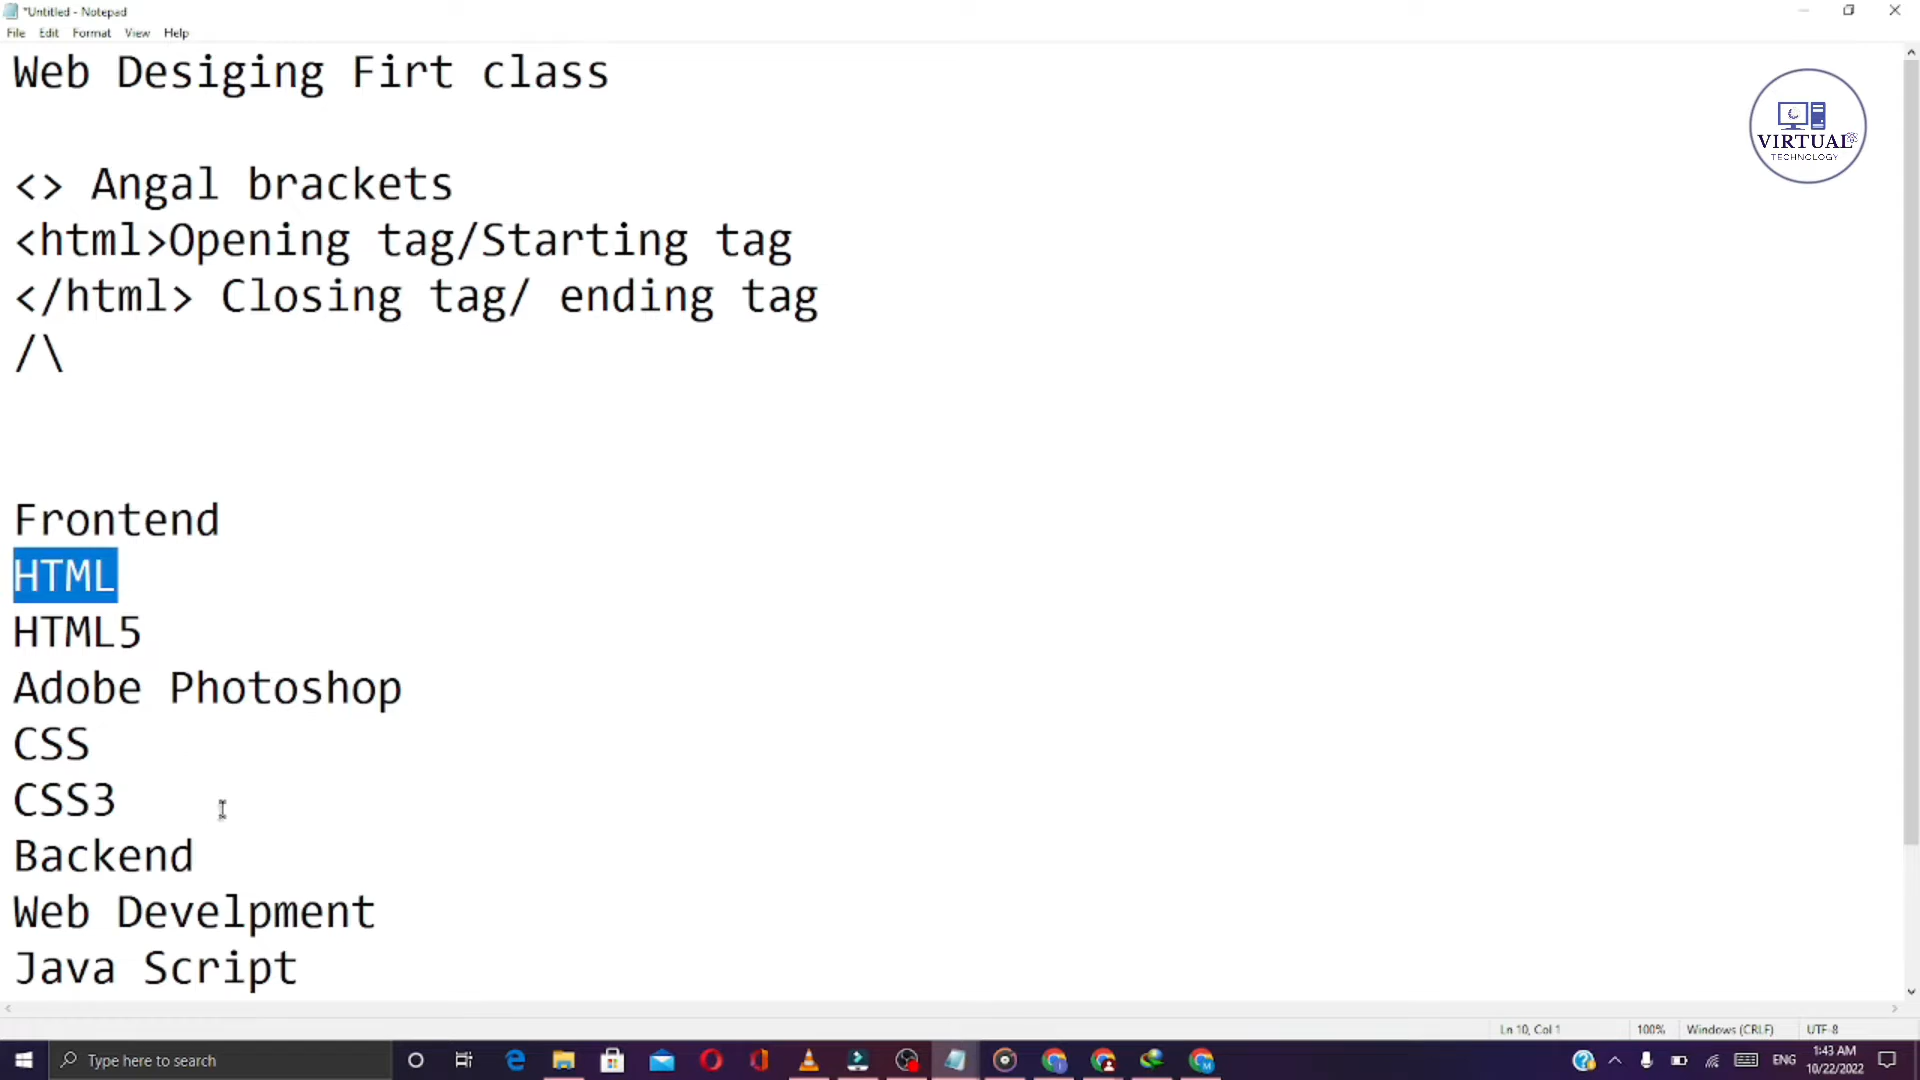 *Untitled - Notepad
File Edit Format View Help
Web Desiging Firt class
<> Angal brackets
<html>Opening tag/Starting tag
</html> Closing tag/ ending tag
/\
Frontend
HTML
HTML5
Adobe Photoshop
CSS
CSS3
Backend
Web Develpment
Java Script
VIRTUAL
TECHNOLOGY
Ln 10, Col 1 100% Windows (CRLF) UTF-8
Type here to search
ENG
1:43 AM
10/22/2022